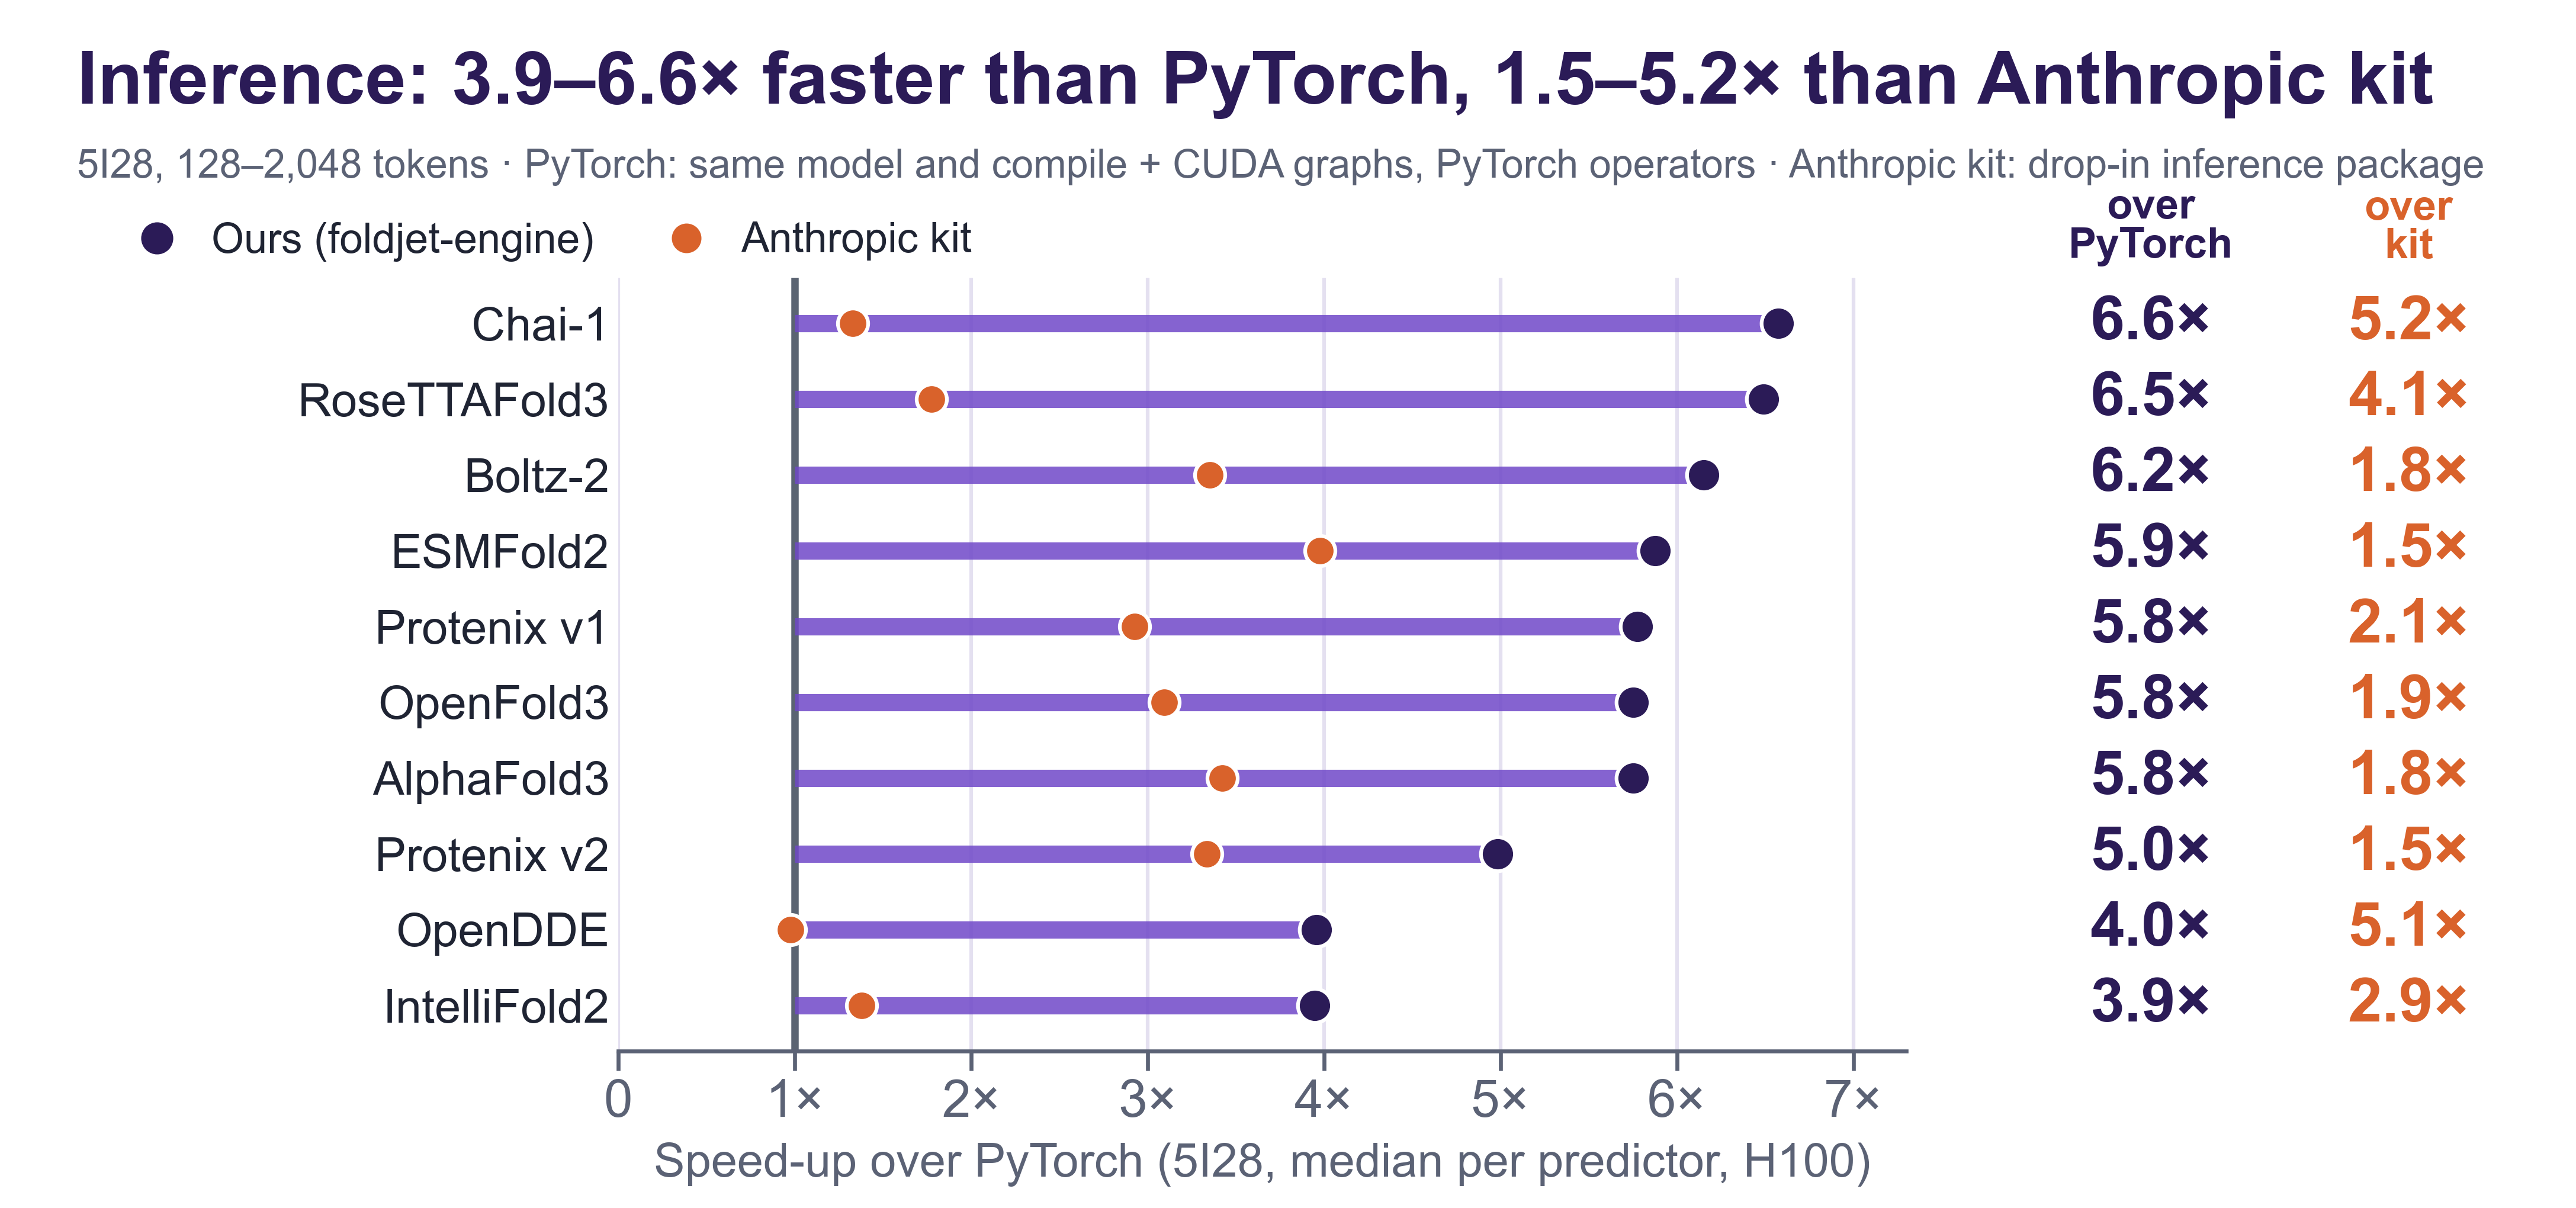 Inference: 3.9–6.6× faster than PyTorch, 1.5–5.2× than Anthropic kit
5I28, 128–2,048 tokens · PyTorch: same model and compile + CUDA graphs, PyTorch operators · Anthropic kit: drop-in inference package
Ours (foldjet-engine)
Anthropic kit
over
PyTorch
over
kit
Chai-1 6.6× 5.2×
RoseTTAFold3 6.5× 4.1×
Boltz-2 6.2× 1.8×
ESMFold2 5.9× 1.5×
Protenix v1 5.8× 2.1×
OpenFold3 5.8× 1.9×
AlphaFold3 5.8× 1.8×
Protenix v2 5.0× 1.5×
OpenDDE 4.0× 5.1×
IntelliFold2 3.9× 2.9×
0 1× 2× 3× 4× 5× 6× 7×
Speed-up over PyTorch (5I28, median per predictor, H100)